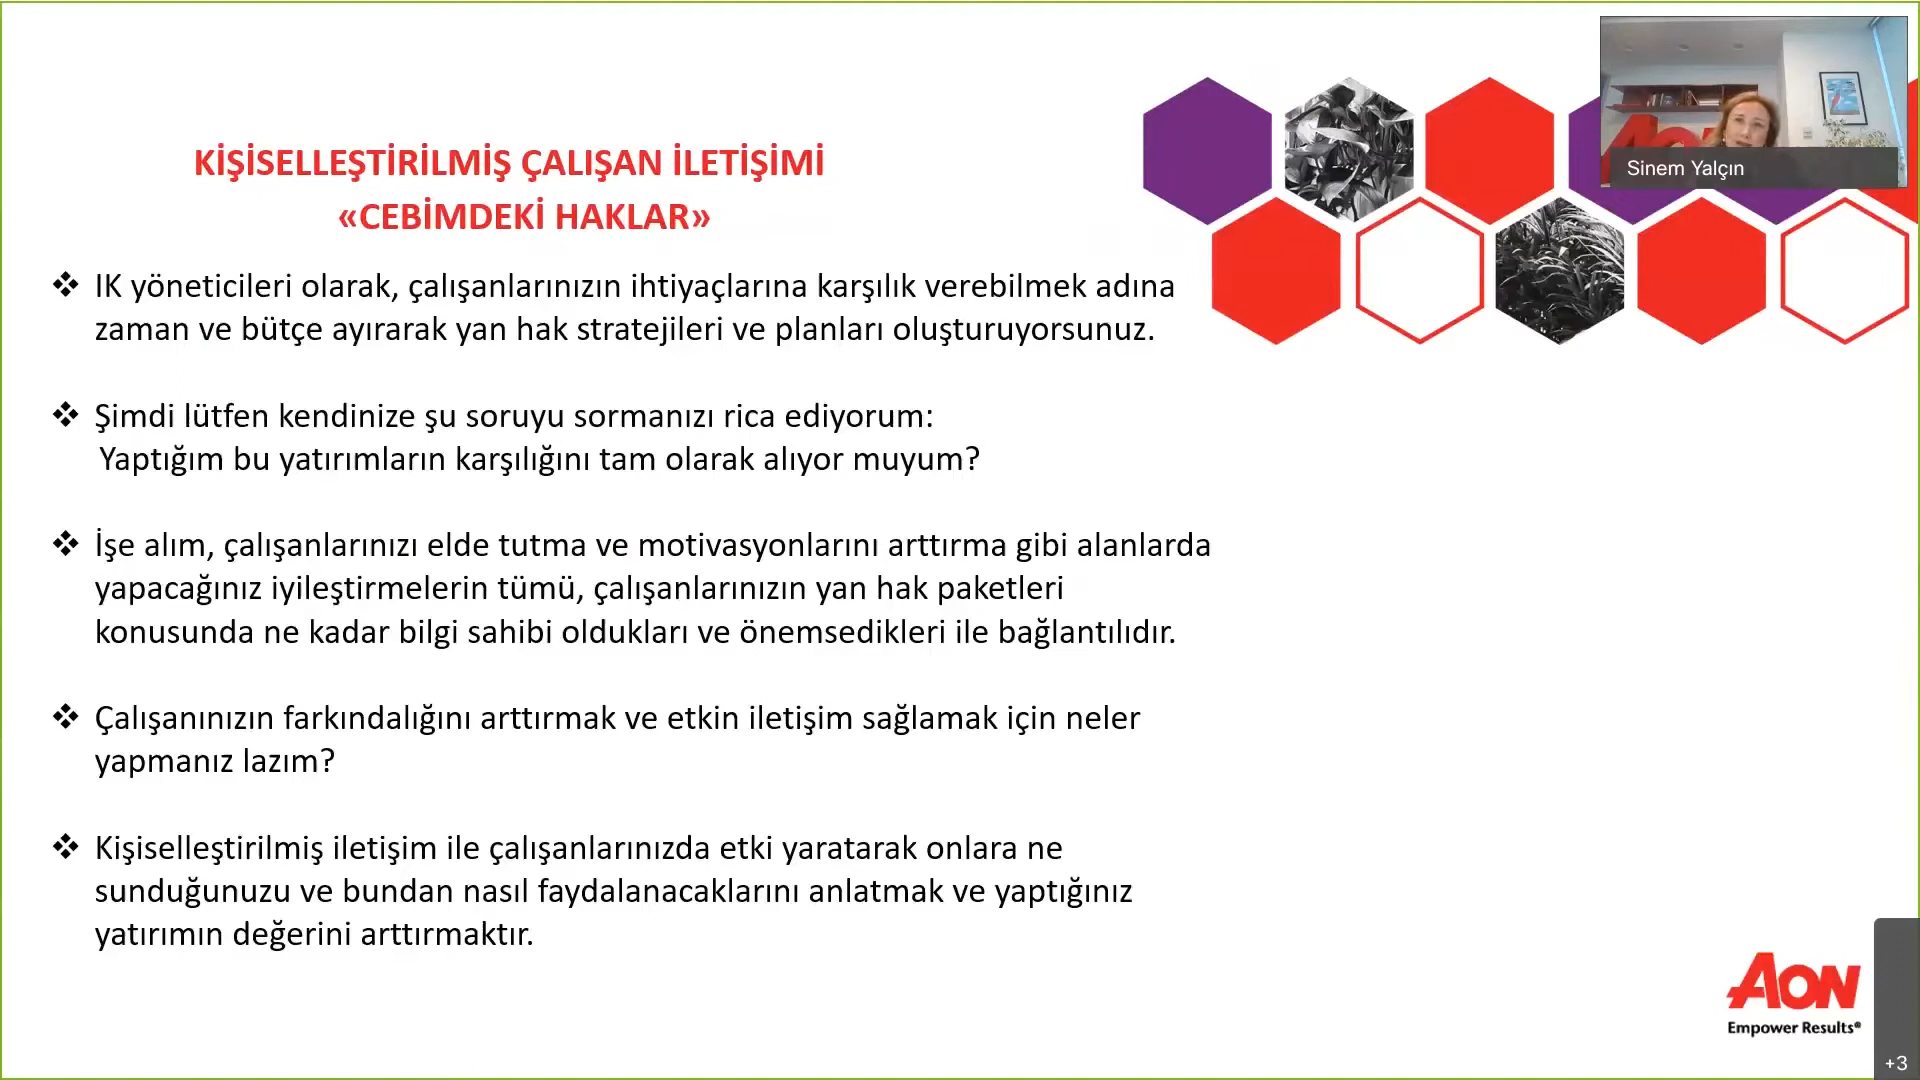 KİŞİSELLEŞTİRİLMİŞ ÇALIŞAN İLETİŞİMİ
«CEBİMDEKİ HAKLAR»
Sinem Yalçın
❖ IK yöneticileri olarak, çalışanlarınızın ihtiyaçlarına karşılık verebilmek adına
zaman ve bütçe ayırarak yan hak stratejileri ve planları oluşturuyorsunuz.
❖ Şimdi lütfen kendinize şu soruyu sormanızı rica ediyorum:
Yaptığım bu yatırımların karşılığını tam olarak alıyor muyum?
❖ İşe alım, çalışanlarınızı elde tutma ve motivasyonlarını arttırma gibi alanlarda
yapacağınız iyileştirmelerin tümü, çalışanlarınızın yan hak paketleri
konusunda ne kadar bilgi sahibi oldukları ve önemsedikleri ile bağlantılıdır.
❖ Çalışanınızın farkındalığını arttırmak ve etkin iletişim sağlamak için neler
yapmanız lazım?
❖ Kişiselleştirilmiş iletişim ile çalışanlarınızda etki yaratarak onlara ne
sunduğunuzu ve bundan nasıl faydalanacaklarını anlatmak ve yaptığınız
yatırımın değerini arttırmaktır.
AON
Empower Results®
+3